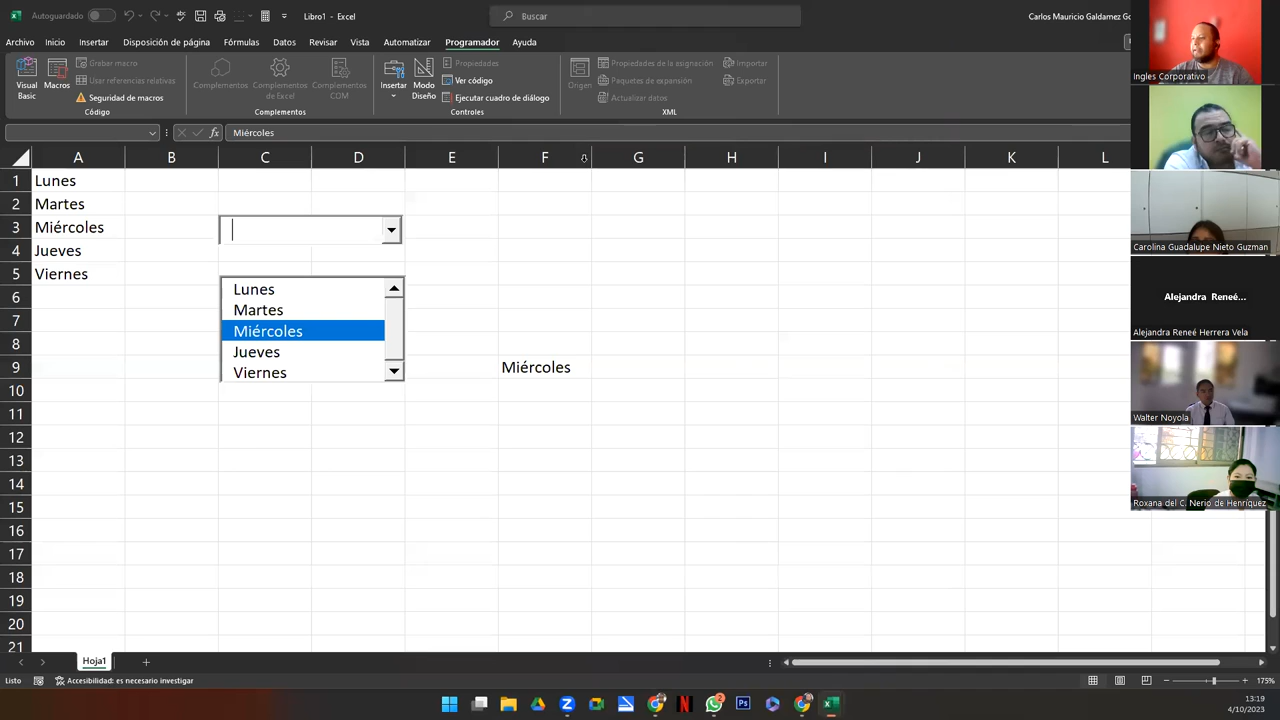 Autoguardado
Libro1 - Excel
Buscar
Carlos Mauricio Galdamez Go
Archivo Inicio Insertar Disposición de página Fórmulas Datos Revisar Vista Automatizar Programador Ayuda
Visual Basic
Macros
Grabar macro
Usar referencias relativas
Seguridad de macros
Código
Complementos
Complementos de Excel
Complementos COM
Complementos
Insertar
Modo Diseño
Propiedades
Ver código
Ejecutar cuadro de diálogo
Controles
Origen
Propiedades de la asignación
Paquetes de expansión
Actualizar datos
Importar
Exportar
XML
fx Miércoles
A B C D E F G H I J K L
1 Lunes
2 Martes
3 Miércoles
4 Jueves
5 Viernes
6
7
8
9 Miércoles
10
11
12
13
14
15
16
17
18
19
20
21
Lunes
Martes
Miércoles
Jueves
Viernes
Hoja1
Listo
Accesibilidad: es necesario investigar
175%
Ingles Corporativo
Carolina Guadalupe Nieto Guzman
Alejandra Reneé...
Alejandra Reneé Herrera Vela
Walter Noyola
Roxana del C. Nerio de Henríquez
13:19
4/10/2023